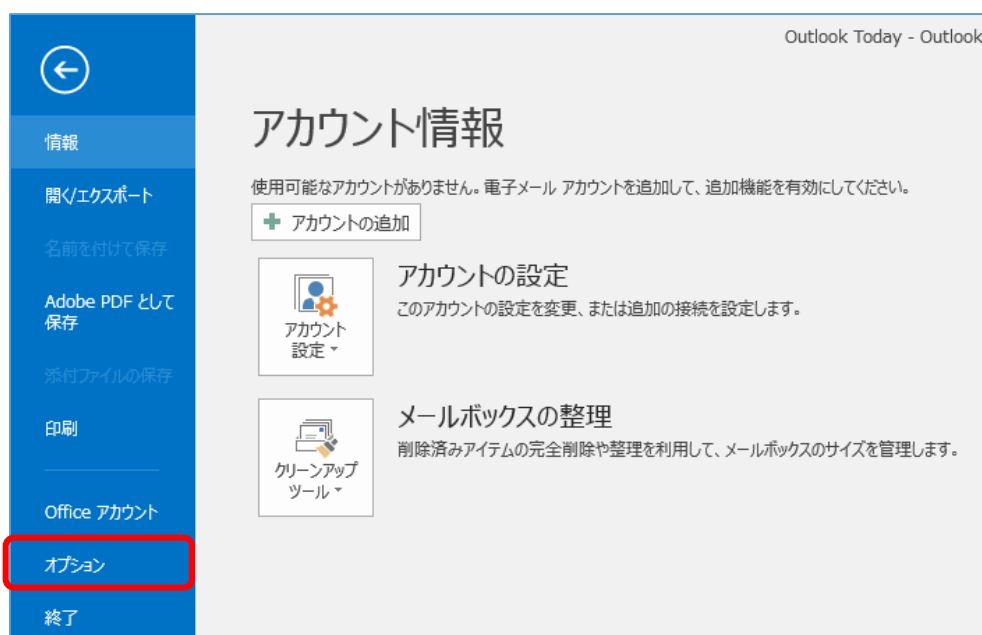 Outlook Today - Outlook
情報
開く/エクスポート
名前を付けて保存
Adobe PDF として
保存
添付ファイルの保存
印刷
Office アカウント
オプション
終了
アカウント情報
使用可能なアカウントがありません。電子メール アカウントを追加して、追加機能を有効にしてください。
アカウントの追加
アカウント
設定
アカウントの設定
このアカウントの設定を変更、または追加の接続を設定します。
クリーンアップ
ツール
メールボックスの整理
削除済みアイテムの完全削除や整理を利用して、メールボックスのサイズを管理します。